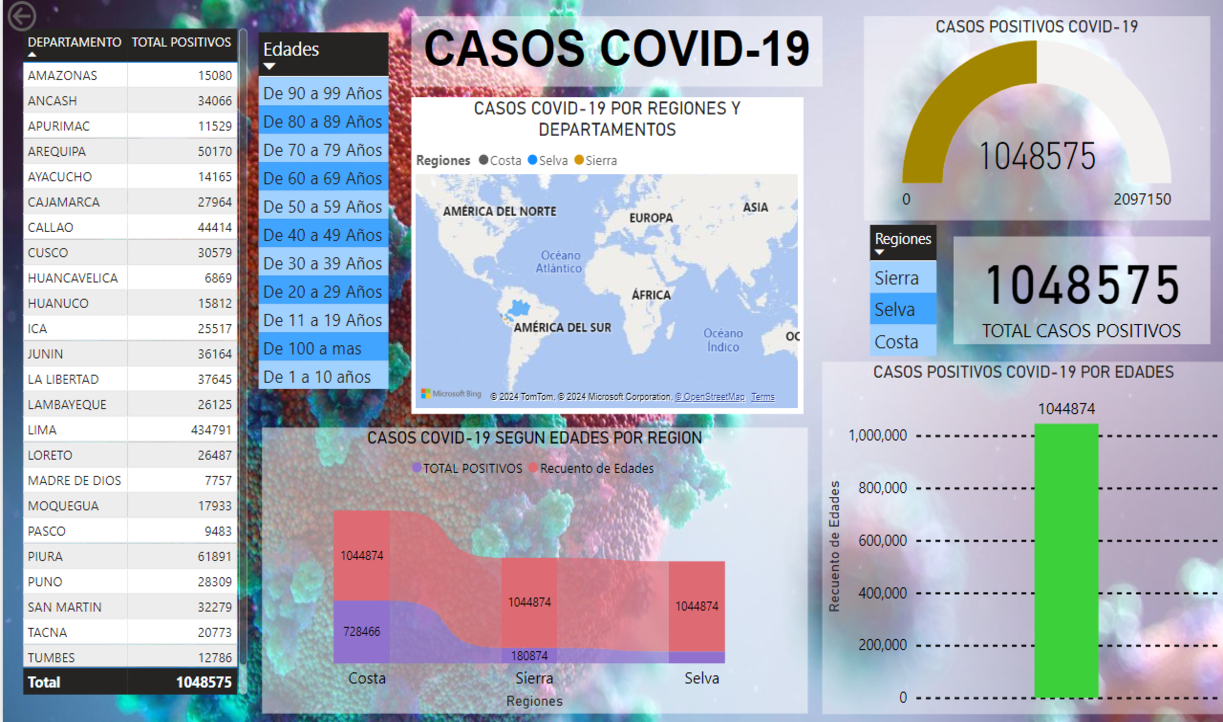 DEPARTAMENTO TOTAL POSITIVOS
AMAZONAS 15080
ANCASH 34066
APURIMAC 11529
AREQUIPA 50170
AYACUCHO 14165
CAJAMARCA 27964
CALLAO 44414
CUSCO 30579
HUANCAVELICA 6869
HUANUCO 15812
ICA 25517
JUNIN 36164
LA LIBERTAD 37645
LAMBAYEQUE 26125
LIMA 434791
LORETO 26487
MADRE DE DIOS 7757
MOQUEGUA 17933
PASCO 9483
PIURA 61891
PUNO 28309
SAN MARTIN 32279
TACNA 20773
TUMBES 12786
Total 1048575
Edades
De 90 a 99 Años
De 80 a 89 Años
De 70 a 79 Años
De 60 a 69 Años
De 50 a 59 Años
De 40 a 49 Años
De 30 a 39 Años
De 20 a 29 Años
De 11 a 19 Años
De 100 a mas
De 1 a 10 años
CASOS COVID-19
CASOS COVID-19 POR REGIONES Y
DEPARTAMENTOS
Regiones Costa Selva Sierra
AMÉRICA DEL NORTE
EUROPA
ASIA
Océano
Atlántico
ÁFRICA
AMÉRICA DEL SUR
Océano
Índico
OC
Microsoft Bing
© 2024 TomTom, © 2024 Microsoft Corporation, © OpenStreetMap Terms
CASOS COVID-19 SEGUN EDADES POR REGION
TOTAL POSITIVOS Recuento de Edades
1044874
728466
1044874
180874
1044874
Costa Sierra Selva
Regiones
CASOS POSITIVOS COVID-19
1048575
0 2097150
Regiones
Sierra
Selva
Costa
1048575
TOTAL CASOS POSITIVOS
CASOS POSITIVOS COVID-19 POR EDADES
1044874
Recuento de Edades
1,000,000
800,000
600,000
400,000
200,000
0